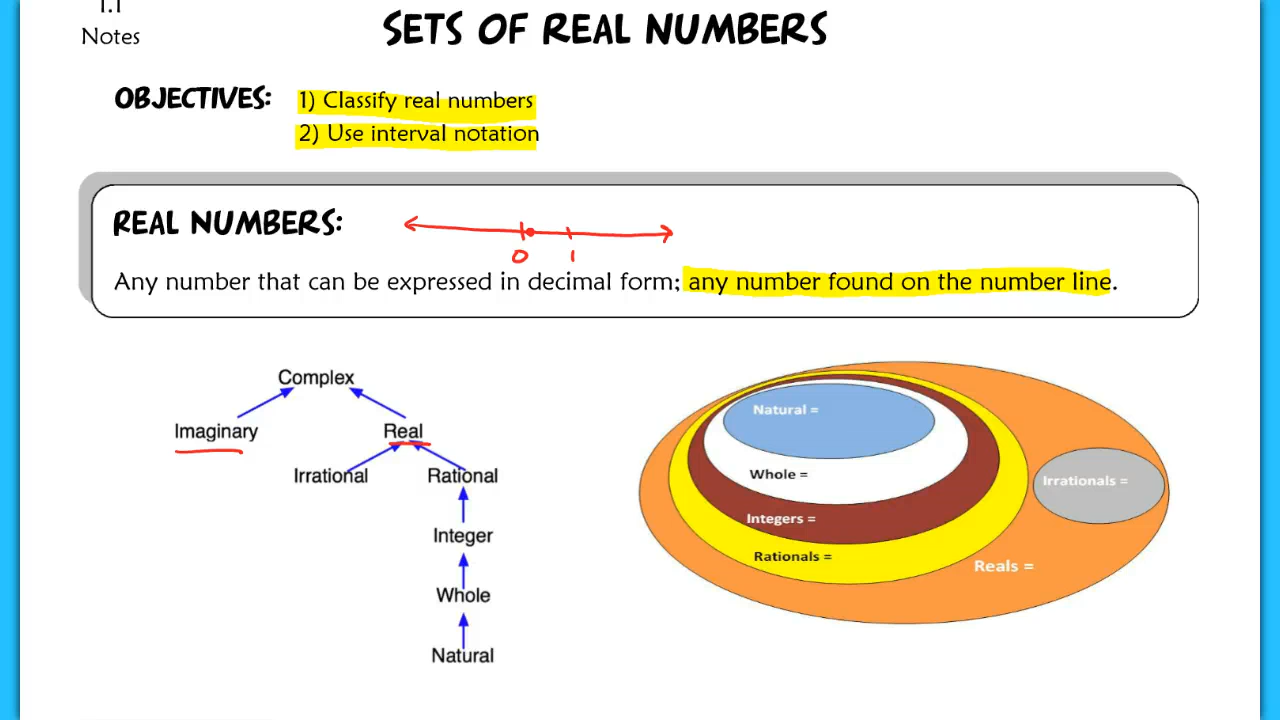 1.1
Notes
SETS OF REAL NUMBERS
OBJECTIVES:
1) Classify real numbers
2) Use interval notation
REAL NUMBERS:
0 1
Any number that can be expressed in decimal form; any number found on the number line.
Complex
Imaginary Real
Irrational Rational
Integer
Whole
Natural
Natural =
Whole =
Integers =
Rationals =
Irrationals =
Reals =